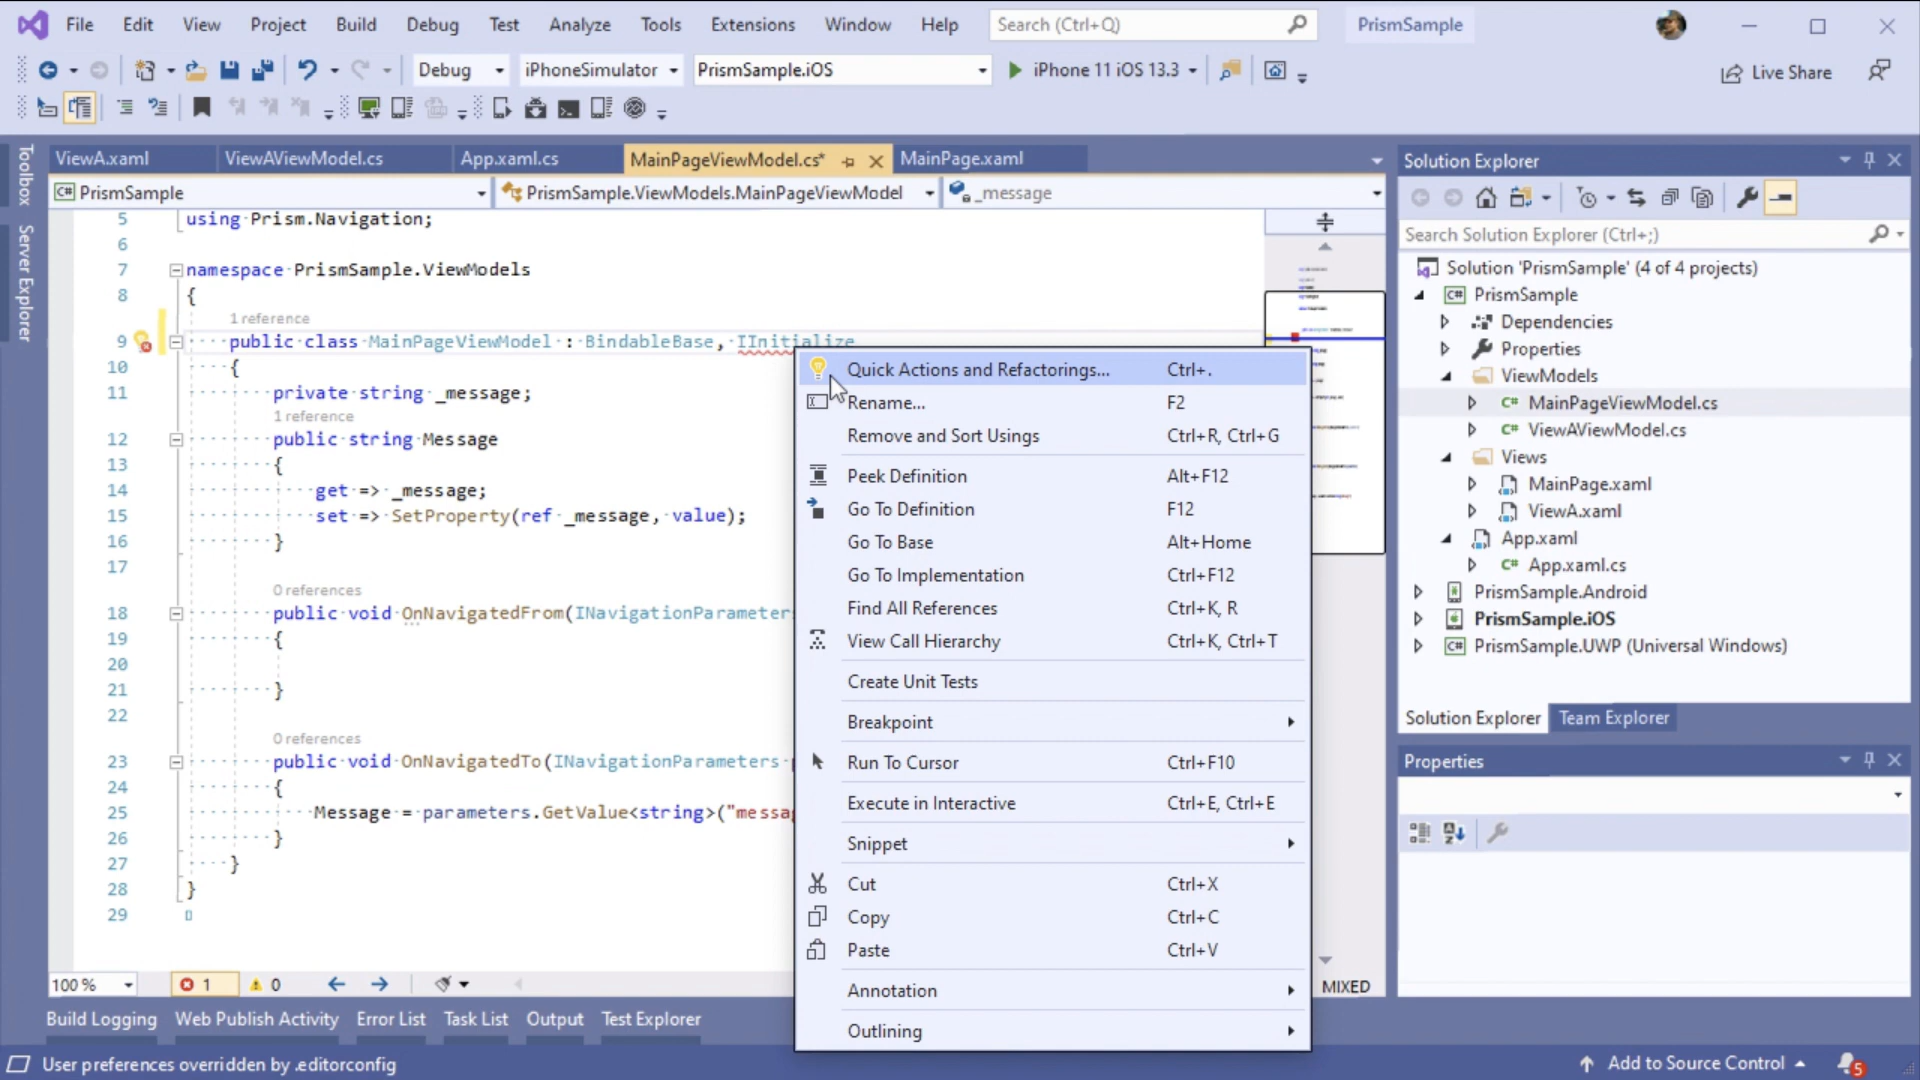 File Edit View Project Build Debug Test Analyze Tools Extensions Window Help Search (Ctrl+Q) PrismSample
Debug iPhoneSimulator PrismSample.iOS iPhone 11 iOS 13.3 Live Share
Toolbox
Server Explorer
ViewA.xaml ViewAViewModel.cs App.xaml.cs MainPageViewModel.cs* MainPage.xaml
PrismSample PrismSample.ViewModels.MainPageViewModel _message
5 using Prism.Navigation;
6
7 namespace PrismSample.ViewModels
8 {
1 reference
9 public class MainPageViewModel : BindableBase, IInitialize
10 {
11 private string _message;
1 reference
12 public string Message
13 {
14 get => _message;
15 set => SetProperty(ref _message, value);
16 }
17
0 references
18 public void OnNavigatedFrom(INavigationParameters
19 {
20
21 }
22
0 references
23 public void OnNavigatedTo(INavigationParameters p
24 {
25 Message = parameters.GetValue<string>("messag
26 }
27 }
28 }
29
Quick Actions and Refactorings... Ctrl+.
Rename... F2
Remove and Sort Usings Ctrl+R, Ctrl+G
Peek Definition Alt+F12
Go To Definition F12
Go To Base Alt+Home
Go To Implementation Ctrl+F12
Find All References Ctrl+K, R
View Call Hierarchy Ctrl+K, Ctrl+T
Create Unit Tests
Breakpoint
Run To Cursor Ctrl+F10
Execute in Interactive Ctrl+E, Ctrl+E
Snippet
Cut Ctrl+X
Copy Ctrl+C
Paste Ctrl+V
Annotation
Outlining
Solution Explorer
Search Solution Explorer (Ctrl+;)
Solution 'PrismSample' (4 of 4 projects)
PrismSample
Dependencies
Properties
ViewModels
MainPageViewModel.cs
ViewAViewModel.cs
Views
MainPage.xaml
ViewA.xaml
App.xaml
App.xaml.cs
PrismSample.Android
PrismSample.iOS
PrismSample.UWP (Universal Windows)
Solution Explorer Team Explorer
Properties
100 % 1 0 MIXED
Build Logging Web Publish Activity Error List Task List Output Test Explorer
User preferences overridden by .editorconfig Add to Source Control 5